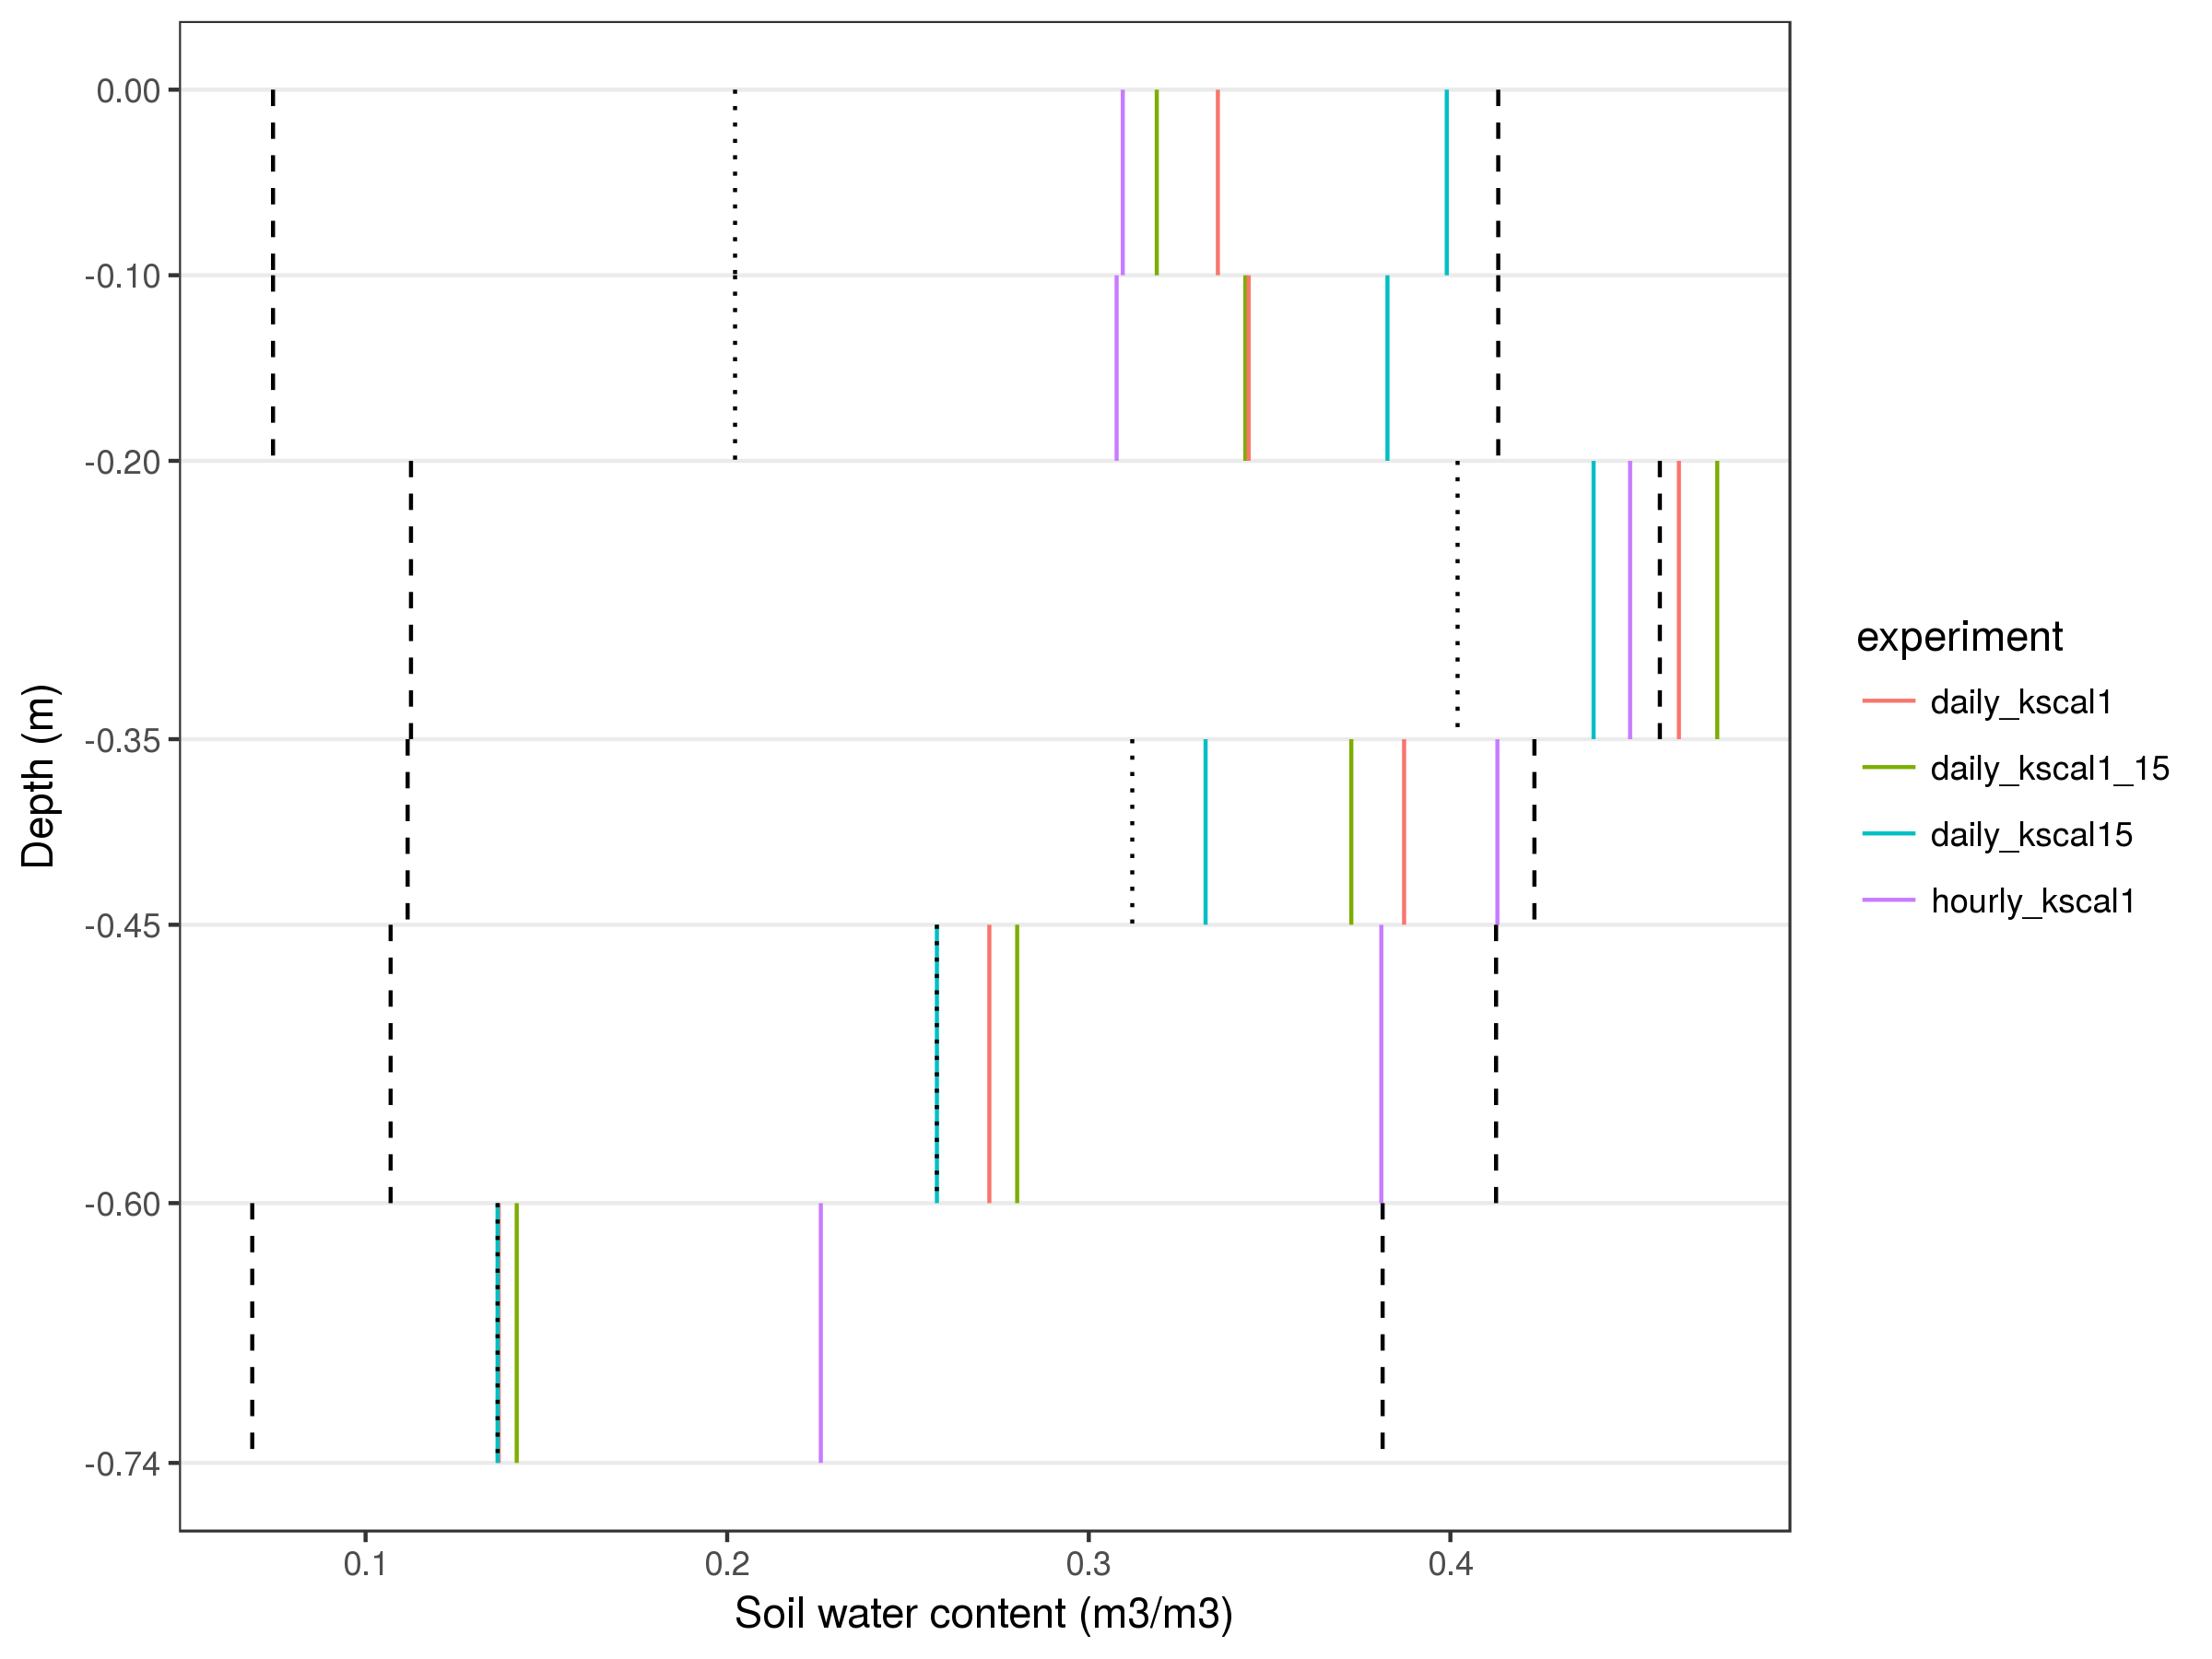 0.00
-0.10
-0.20
-0.35
-0.45
-0.60
-0.74
Depth (m)
0.1 0.2 0.3 0.4
Soil water content (m3/m3)
experiment
daily_kscal1
daily_kscal1_15
daily_kscal15
hourly_kscal1